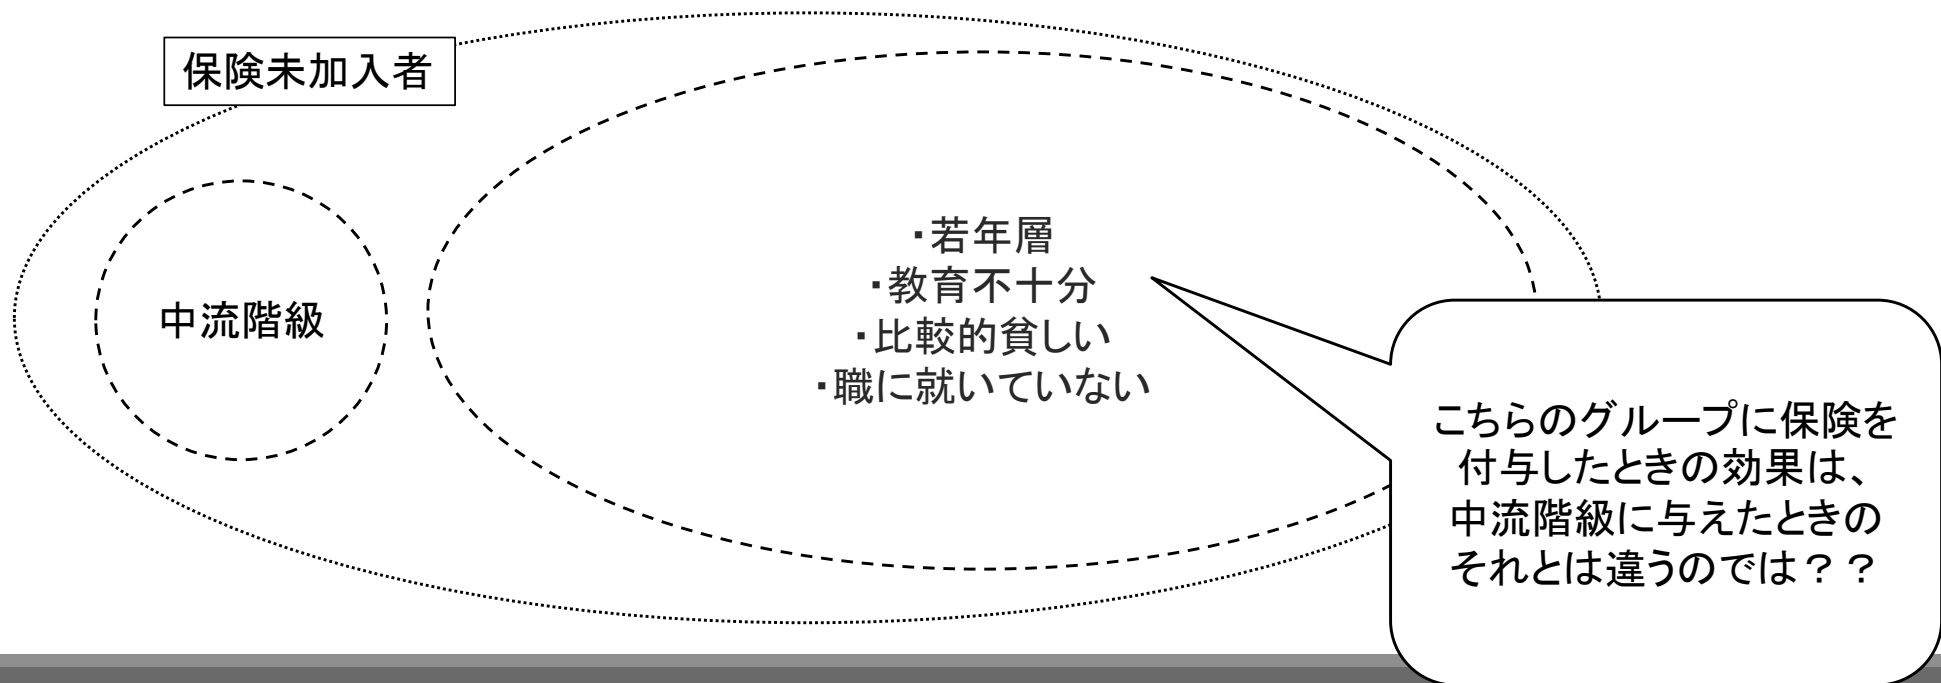 保険未加入者
中流階級
・若年層
・教育不十分
・比較的貧しい
・職に就いていない
こちらのグループに保険を
付与したときの効果は、
中流階級に与えたときの
それとは違うのでは？？